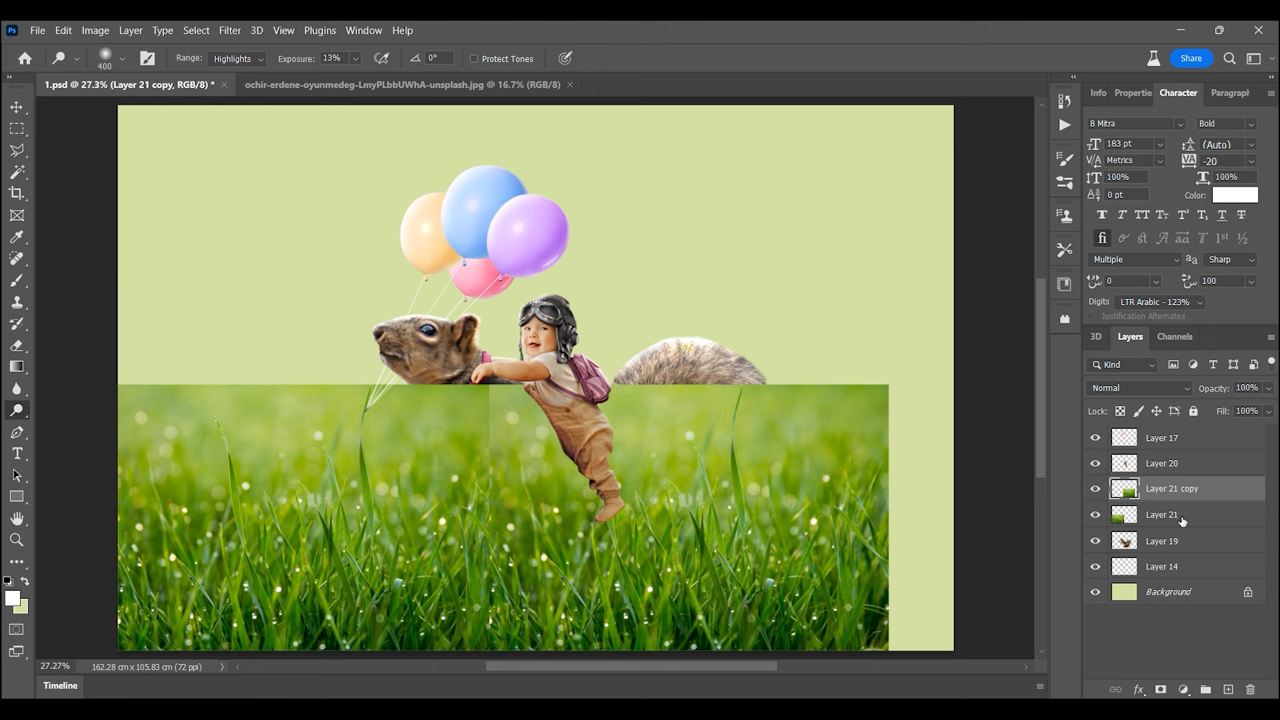 Ps File Edit Image Layer Type Select Filter 3D View Plugins Window Help
400 Range: Highlights Exposure: 13% 0° Protect Tones Share
1.psd @ 27.3% (Layer 21 copy, RGB/8) * ochir-erdene-oyunmedeg-LmyPLbbUWhA-unsplash.jpg @ 16.7% (RGB/8)
Info Propertie Character Paragraph
B Mitra Bold
183 pt (Auto)
Metrics -20
100% 100%
0 pt Color:
Multiple Sharp
0 100
Digits LTR Arabic - 123%
Justification Alternates
3D Layers Channels
Kind
Normal Opacity: 100%
Lock: Fill: 100%
Layer 17
Layer 20
Layer 21 copy
Layer 21
Layer 19
Layer 14
Background
27.27% 162.28 cm x 105.83 cm (72 ppi)
Timeline